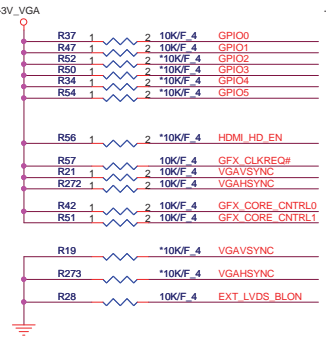 +3V_VGA
R37 1 2 10K/F_4 GPIO0
R47 1 2 10K/F_4 GPIO1
R52 1 2 *10K/F_4 GPIO2
R50 1 2 *10K/F_4 GPIO3
R34 1 2 *10K/F_4 GPIO4
R54 1 2 *10K/F_4 GPIO5
R56 1 2 *10K/F_4 HDMI_HD_EN
R57 10K/F_4 GFX_CLKREQ#
R21 1 2 10K/F_4 VGAVSYNC
R272 1 2 *10K/F_4 VGAHSYNC
R42 1 2 10K/F_4 GFX_CORE_CNTRL0
R51 1 2 10K/F_4 GFX_CORE_CNTRL1
R19 *10K/F_4 VGAVSYNC
R273 *10K/F_4 VGAHSYNC
R28 10K/F_4 EXT_LVDS_BLON